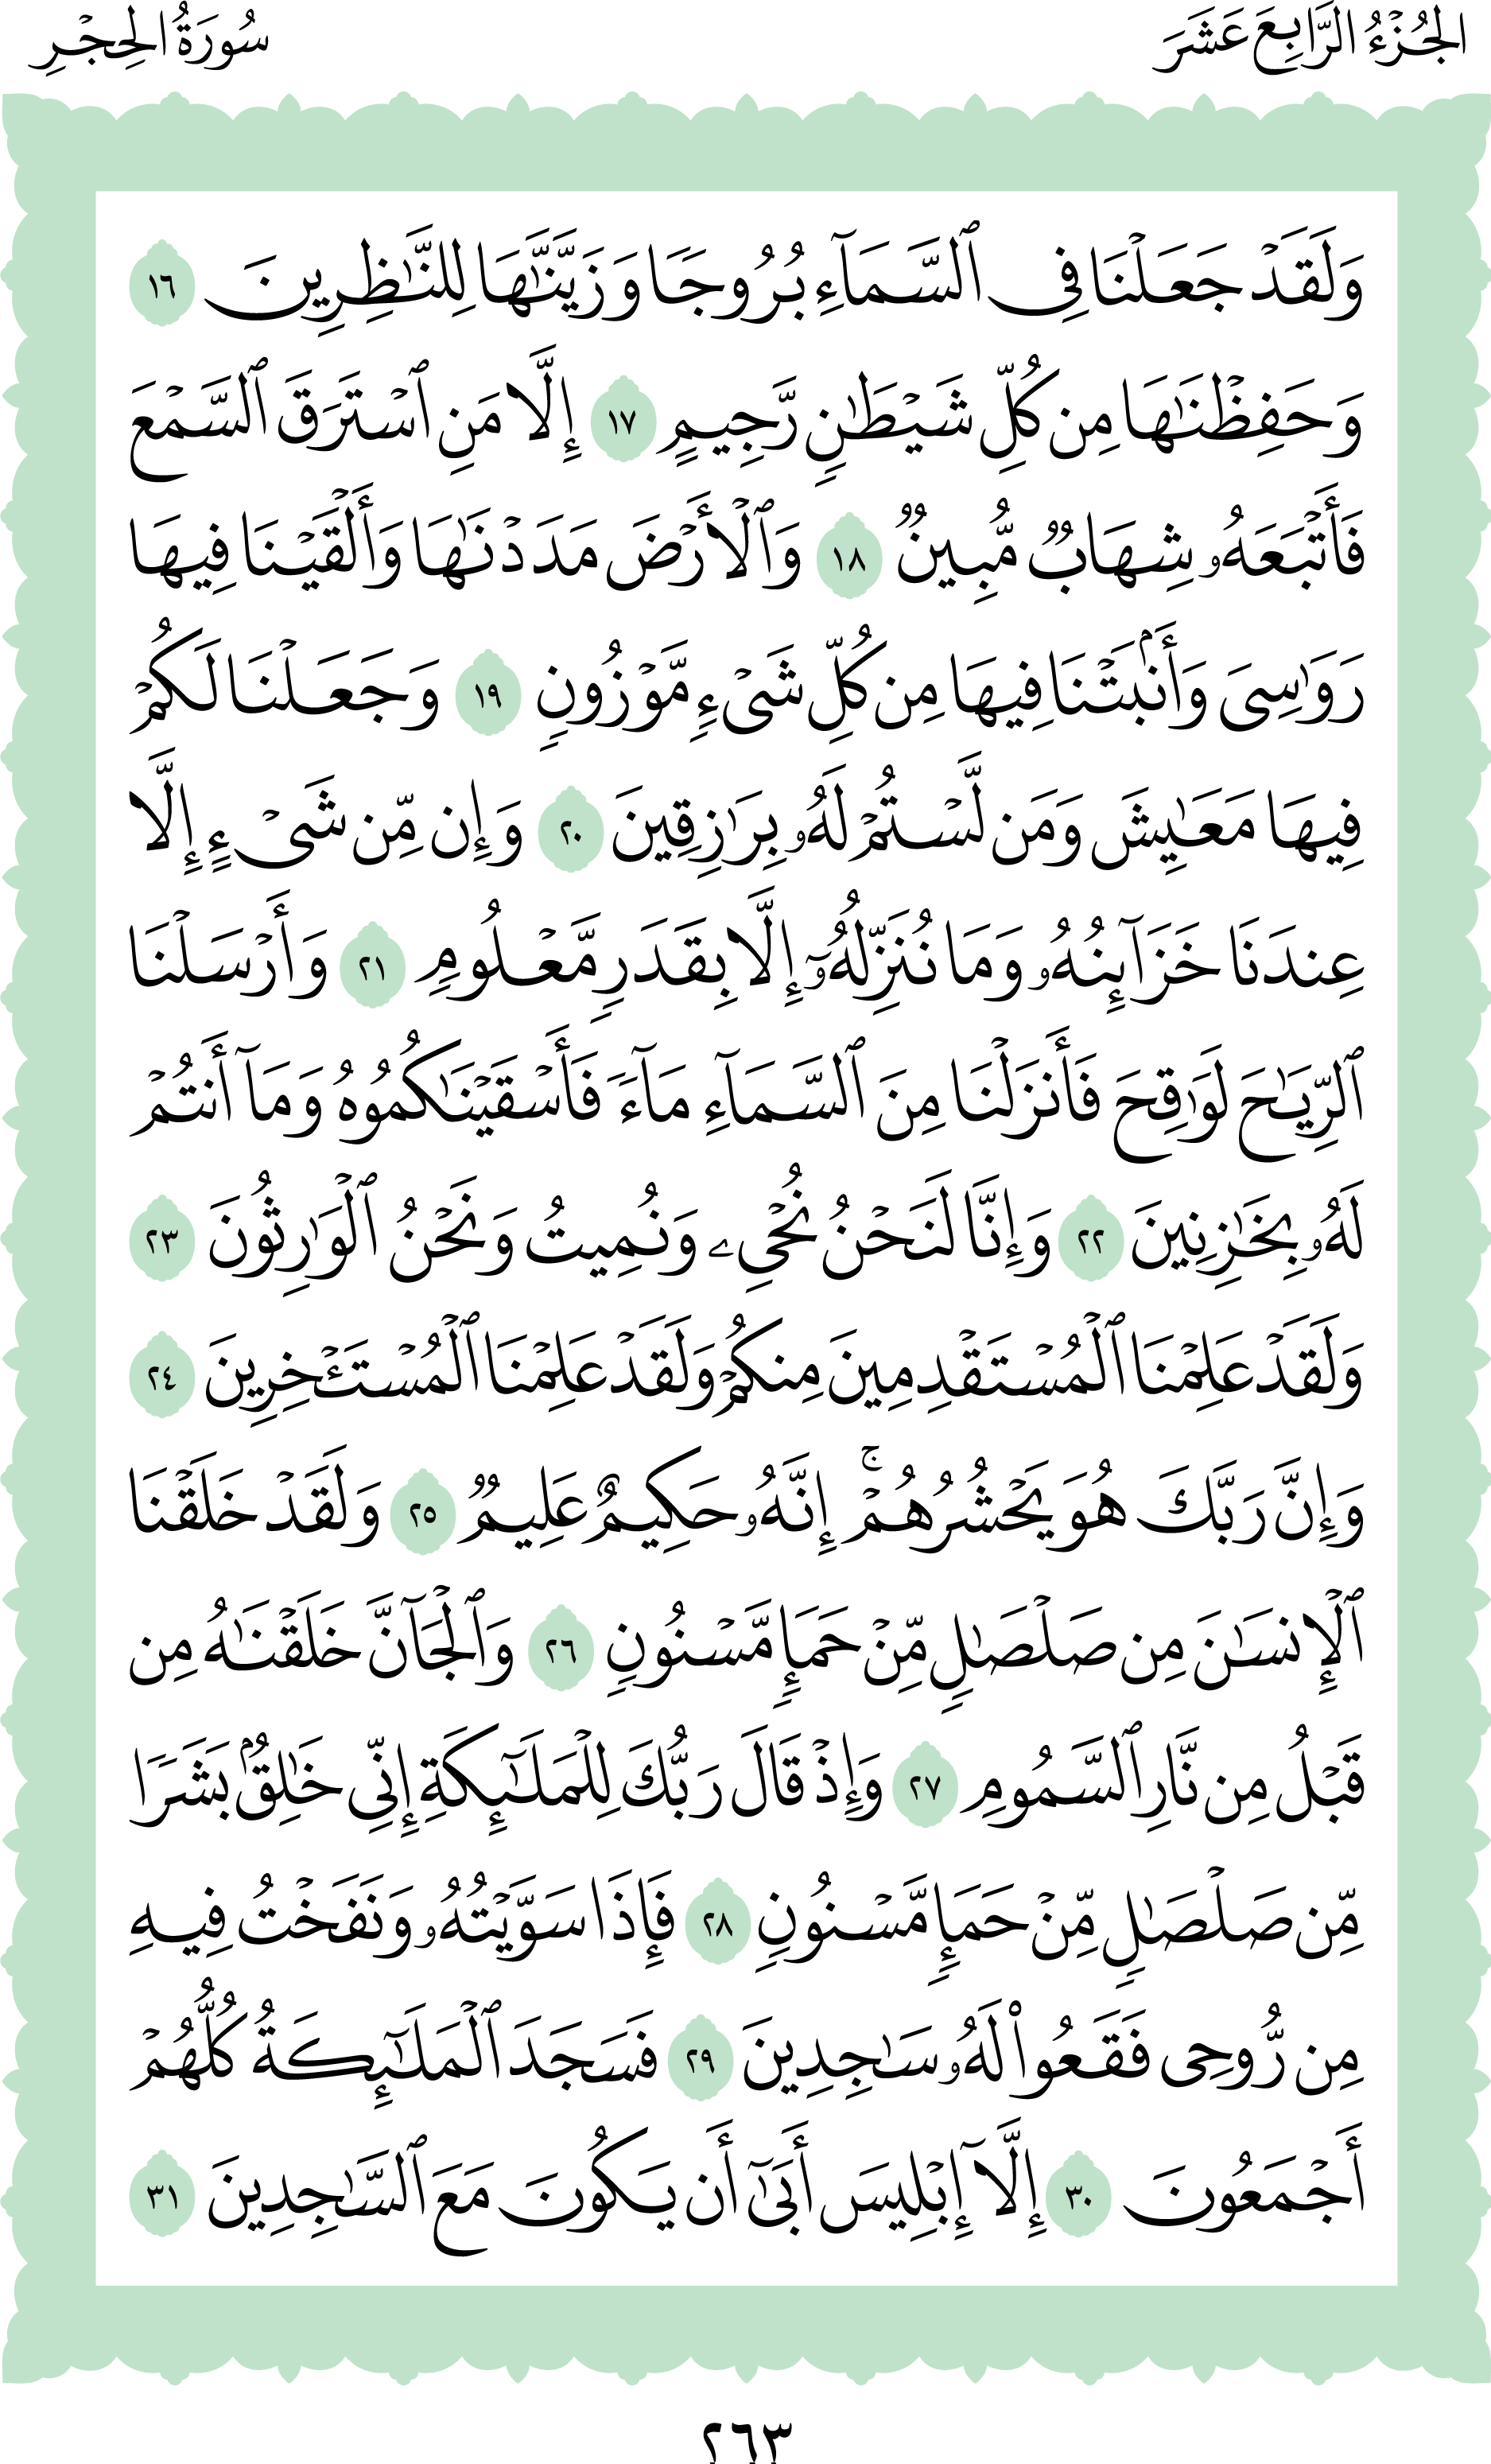 الجُزْءُ الرَّابِعَ عَشَرَ
سُورَةُ الحِجْرِ
وَلَقَدْ جَعَلْنَا فِى ٱلسَّمَآءِ بُرُوجًا وَزَيَّنَّٰهَا لِلنَّٰظِرِينَ ١٦
وَحَفِظْنَٰهَا مِن كُلِّ شَيْطَٰنٍ رَّجِيمٍ ١٧ إِلَّا مَنِ ٱسْتَرَقَ ٱلسَّمْعَ
فَأَتْبَعَهُۥ شِهَابٌ مُّبِينٌ ١٨ وَٱلْأَرْضَ مَدَدْنَٰهَا وَأَلْقَيْنَا فِيهَا
رَوَٰسِىَ وَأَنۢبَتْنَا فِيهَا مِن كُلِّ شَىْءٍ مَّوْزُونٍ ١٩ وَجَعَلْنَا لَكُمْ
فِيهَا مَعَٰيِشَ وَمَن لَّسْتُمْ لَهُۥ بِرَٰزِقِينَ ٢٠ وَإِن مِّن شَىْءٍ إِلَّا
عِندَنَا خَزَآئِنُهُۥ وَمَا نُنَزِّلُهُۥٓ إِلَّا بِقَدَرٍ مَّعْلُومٍ ٢١ وَأَرْسَلْنَا
ٱلرِّيَٰحَ لَوَٰقِحَ فَأَنزَلْنَا مِنَ ٱلسَّمَآءِ مَآءً فَأَسْقَيْنَٰكُمُوهُ وَمَآ أَنتُمْ
لَهُۥ بِخَٰزِنِينَ ٢٢ وَإِنَّا لَنَحْنُ نُحْىِۦ وَنُمِيتُ وَنَحْنُ ٱلْوَٰرِثُونَ ٢٣
وَلَقَدْ عَلِمْنَا ٱلْمُسْتَقْدِمِينَ مِنكُمْ وَلَقَدْ عَلِمْنَا ٱلْمُسْتَـْٔخِرِينَ ٢٤
وَإِنَّ رَبَّكَ هُوَ يَحْشُرُهُمْ ۚ إِنَّهُۥ حَكِيمٌ عَلِيمٌ ٢٥ وَلَقَدْ خَلَقْنَا
ٱلْإِنسَٰنَ مِن صَلْصَٰلٍ مِّنْ حَمَإٍ مَّسْنُونٍ ٢٦ وَٱلْجَآنَّ خَلَقْنَٰهُ مِن
قَبْلُ مِن نَّارِ ٱلسَّمُومِ ٢٧ وَإِذْ قَالَ رَبُّكَ لِلْمَلَٰٓئِكَةِ إِنِّى خَٰلِقٌۢ بَشَرًا
مِّن صَلْصَٰلٍ مِّنْ حَمَإٍ مَّسْنُونٍ ٢٨ فَإِذَا سَوَّيْتُهُۥ وَنَفَخْتُ فِيهِ
مِن رُّوحِى فَقَعُوا۟ لَهُۥ سَٰجِدِينَ ٢٩ فَسَجَدَ ٱلْمَلَٰٓئِكَةُ كُلُّهُمْ
أَجْمَعُونَ ٣٠ إِلَّآ إِبْلِيسَ أَبَىٰٓ أَن يَكُونَ مَعَ ٱلسَّٰجِدِينَ ٣١
٢٦٣